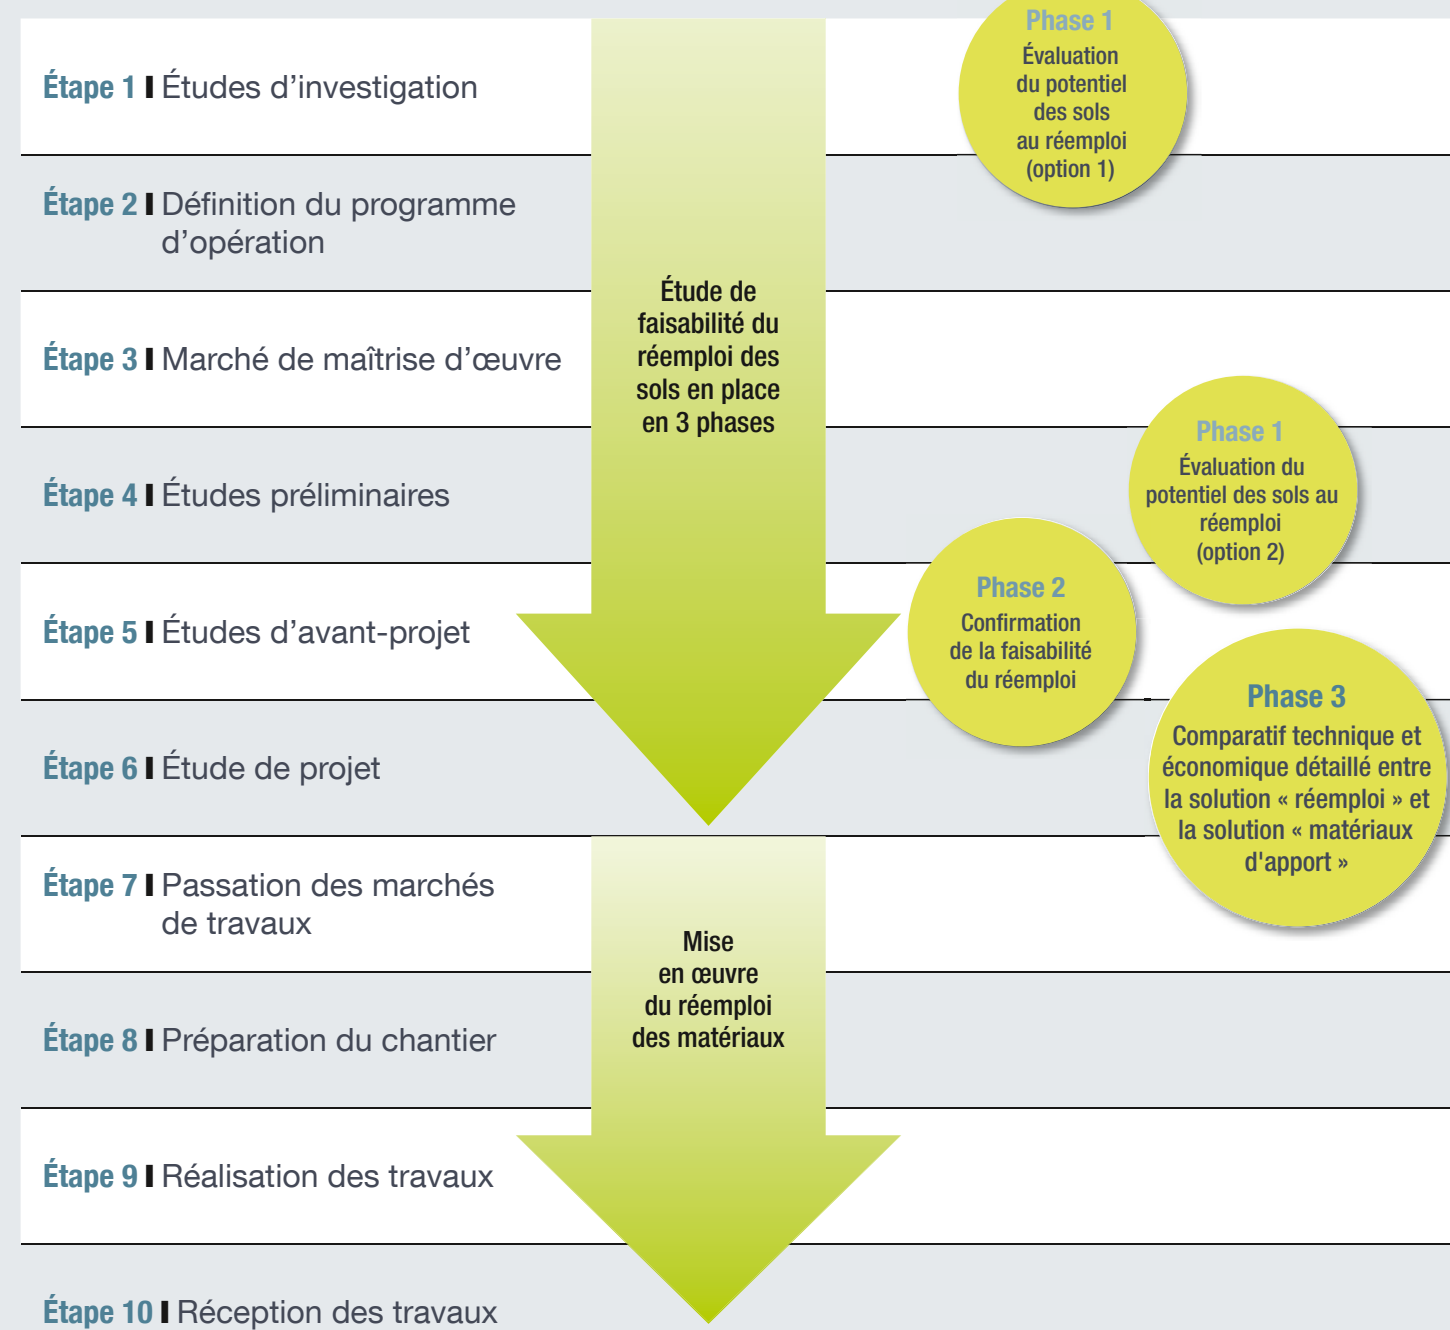 Étape 1 I Études d’investigation
Étape 2 I Définition du programme
d’opération
Étape 3 I Marché de maîtrise d’œuvre
Étape 4 I Études préliminaires
Étape 5 I Études d’avant-projet
Étape 6 I Étude de projet
Étape 7 I Passation des marchés
de travaux
Étape 8 I Préparation du chantier
Étape 9 I Réalisation des travaux
Étape 10 I Réception des travaux
Étude de
faisabilité du
réemploi des
sols en place
en 3 phases
Mise
en œuvre
du réemploi
des matériaux
Phase 1
Évaluation
du potentiel
des sols
au réemploi
(option 1)
Phase 1
Évaluation du
potentiel des sols au
réemploi
(option 2)
Phase 2
Confirmation
de la faisabilité
du réemploi
Phase 3
Comparatif technique et
économique détaillé entre
la solution « réemploi » et
la solution « matériaux
d'apport »